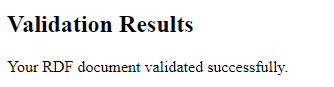 Validation Results
Your RDF document validated successfully.